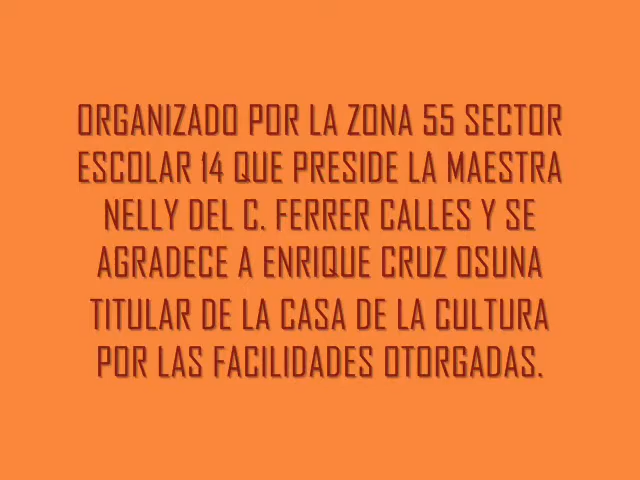 ORGANIZADO POR LA ZONA 55 SECTOR
ESCOLAR 14 QUE PRESIDE LA MAESTRA
NELLY DEL C. FERRER CALLES Y SE
AGRADECE A ENRIQUE CRUZ OSUNA
TITULAR DE LA CASA DE LA CULTURA
POR LAS FACILIDADES OTORGADAS.